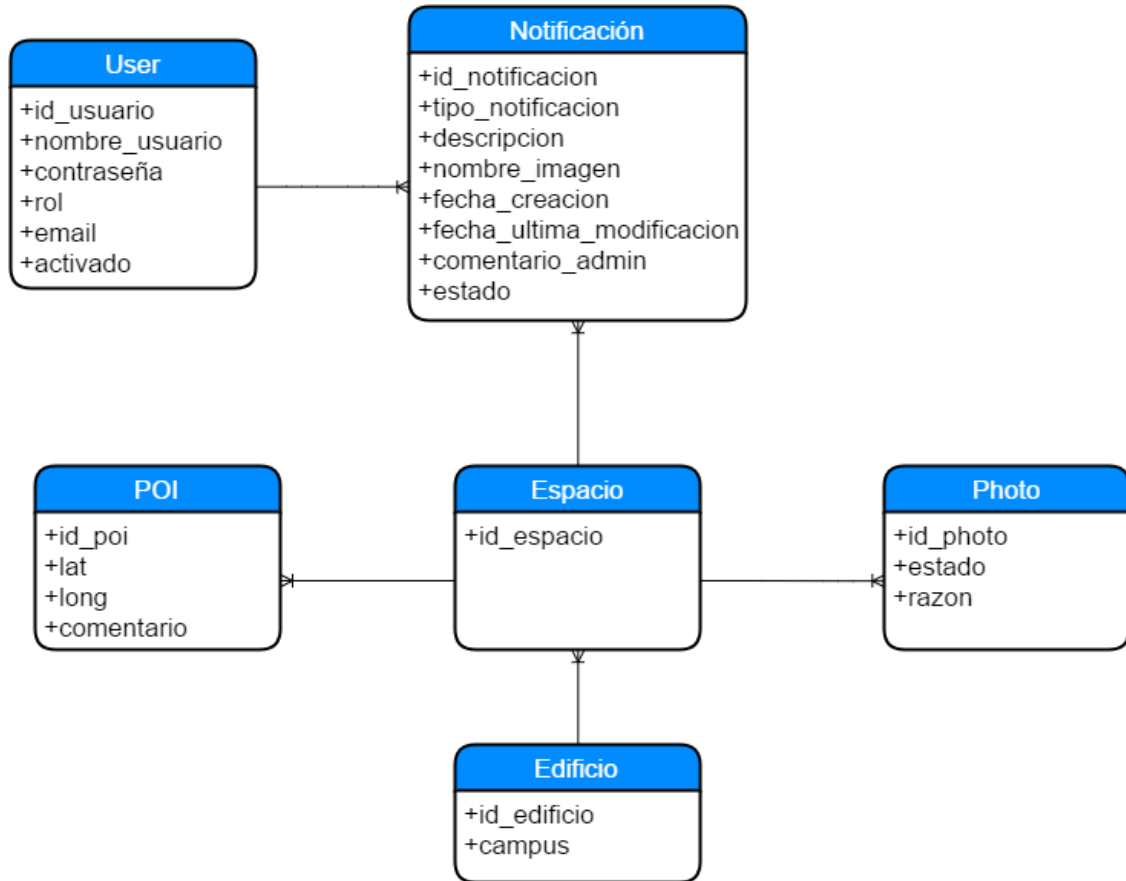 User
+id_usuario
+nombre_usuario
+contraseña
+rol
+email
+activado
Notificación
+id_notificacion
+tipo_notificacion
+descripcion
+nombre_imagen
+fecha_creacion
+fecha_ultima_modificacion
+comentario_admin
+estado
POI
+id_poi
+lat
+long
+comentario
Espacio
+id_espacio
Photo
+id_photo
+estado
+razon
Edificio
+id_edificio
+campus